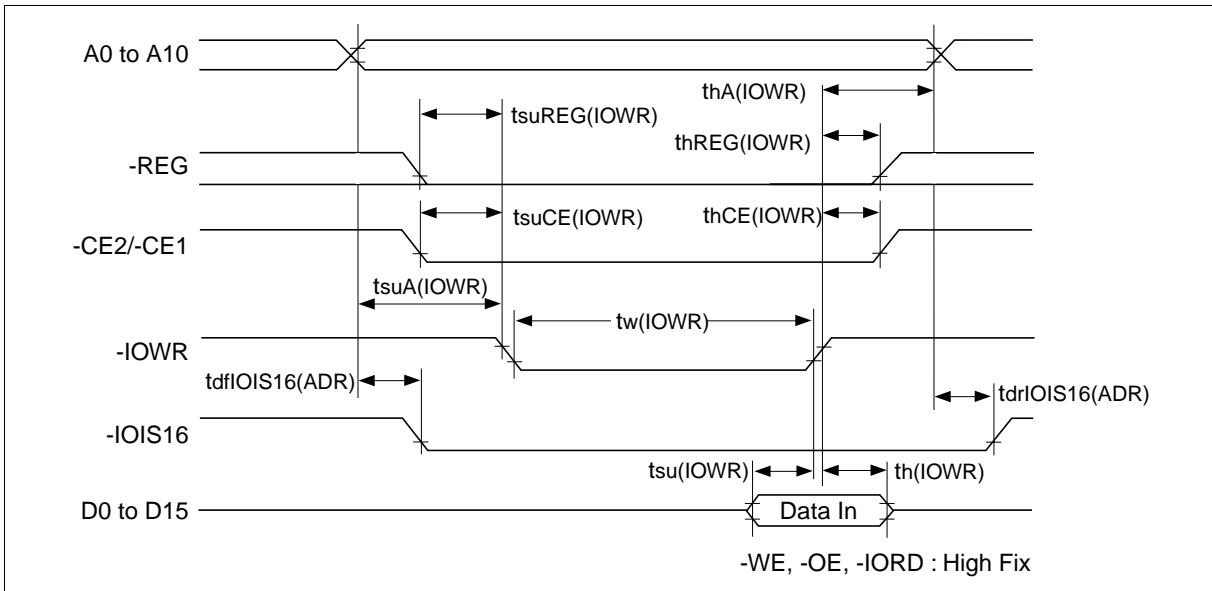 A0 to A10
thA(IOWR)
tsuREG(IOWR)
thREG(IOWR)
-REG
tsuCE(IOWR)
thCE(IOWR)
-CE2/-CE1
tsuA(IOWR)
tw(IOWR)
-IOWR
tdfIOIS16(ADR)
tdrIOIS16(ADR)
-IOIS16
tsu(IOWR)
th(IOWR)
D0 to D15
Data In
-WE, -OE, -IORD : High Fix